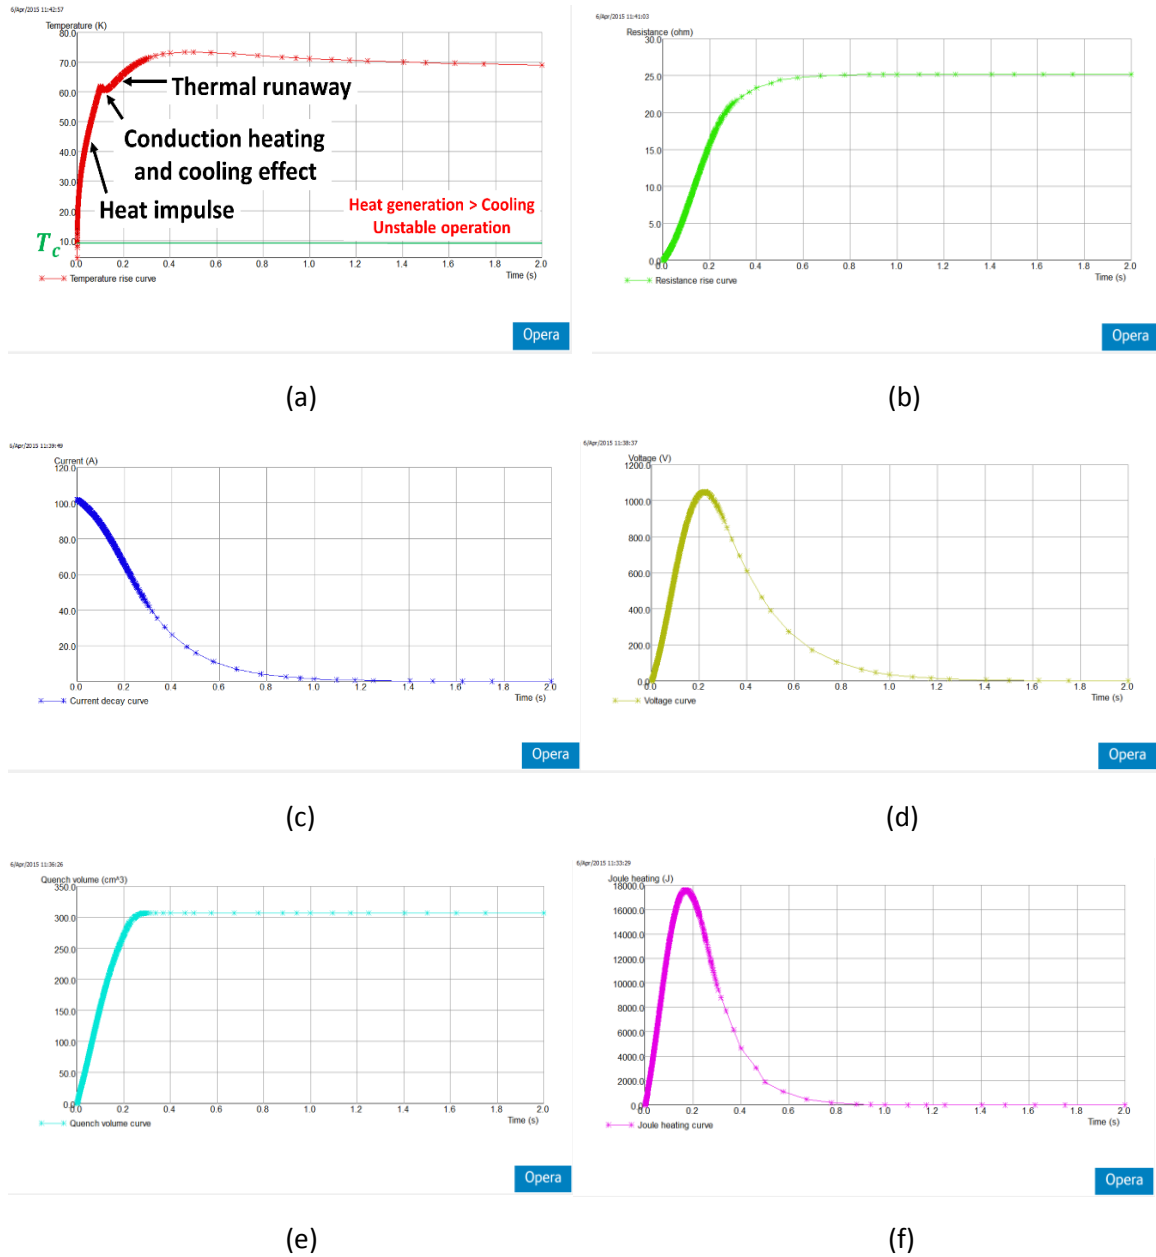 6/Apr/2015 11:42:57
Temperature (K)
80.0
70.0
60.0
50.0
40.0
30.0
20.0
10.0
Thermal runaway
Conduction heating
and cooling effect
Heat impulse
Heat generation > Cooling
Unstable operation
T_c
0.0 0.2 0.4 0.6 0.8 1.0 1.2 1.4 1.6 1.8 2.0
Time (s)
Temperature rise curve
Opera
(a)
6/Apr/2015 11:41:03
Resistance (ohm)
30.0
25.0
20.0
15.0
10.0
5.0
0.0
0.0 0.2 0.4 0.6 0.8 1.0 1.2 1.4 1.6 1.8 2.0
Time (s)
Resistance rise curve
Opera
(b)
6/Apr/2015 11:39:49
Current (A)
120.0
100.0
80.0
60.0
40.0
20.0
0.0 0.2 0.4 0.6 0.8 1.0 1.2 1.4 1.6 1.8 2.0
Time (s)
Current decay curve
Opera
(c)
6/Apr/2015 11:38:37
Voltage (V)
1200.0
1000.0
800.0
600.0
400.0
200.0
0.0
0.0 0.2 0.4 0.6 0.8 1.0 1.2 1.4 1.6 1.8 2.0
Time (s)
Voltage curve
Opera
(d)
6/Apr/2015 11:36:26
Quench volume (cm^3)
350.0
300.0
250.0
200.0
150.0
100.0
50.0
0.0
0.0 0.2 0.4 0.6 0.8 1.0 1.2 1.4 1.6 1.8 2.0
Time (s)
Quench volume curve
Opera
(e)
6/Apr/2015 11:33:29
Joule heating (J)
18000.0
16000.0
14000.0
12000.0
10000.0
8000.0
6000.0
4000.0
2000.0
0.0
0.0 0.2 0.4 0.6 0.8 1.0 1.2 1.4 1.6 1.8 2.0
Time (s)
Joule heating curve
Opera
(f)